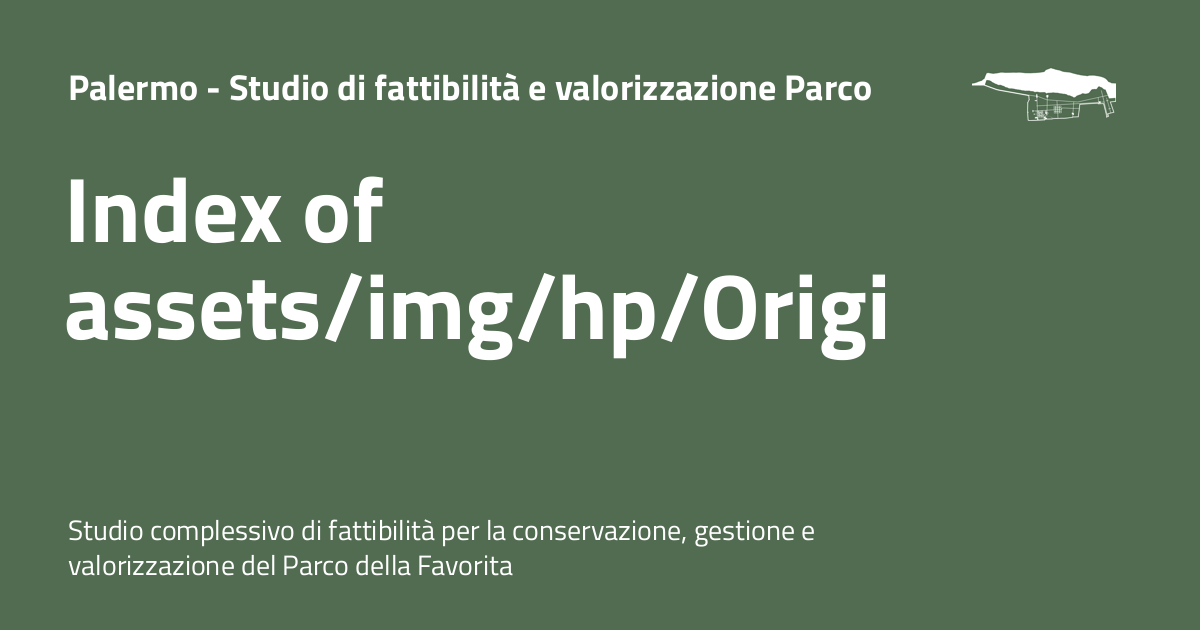 Palermo - Studio di fattibilità e valorizzazione Parco
Index of
assets/img/hp/Origi
Studio complessivo di fattibilità per la conservazione, gestione e
valorizzazione del Parco della Favorita